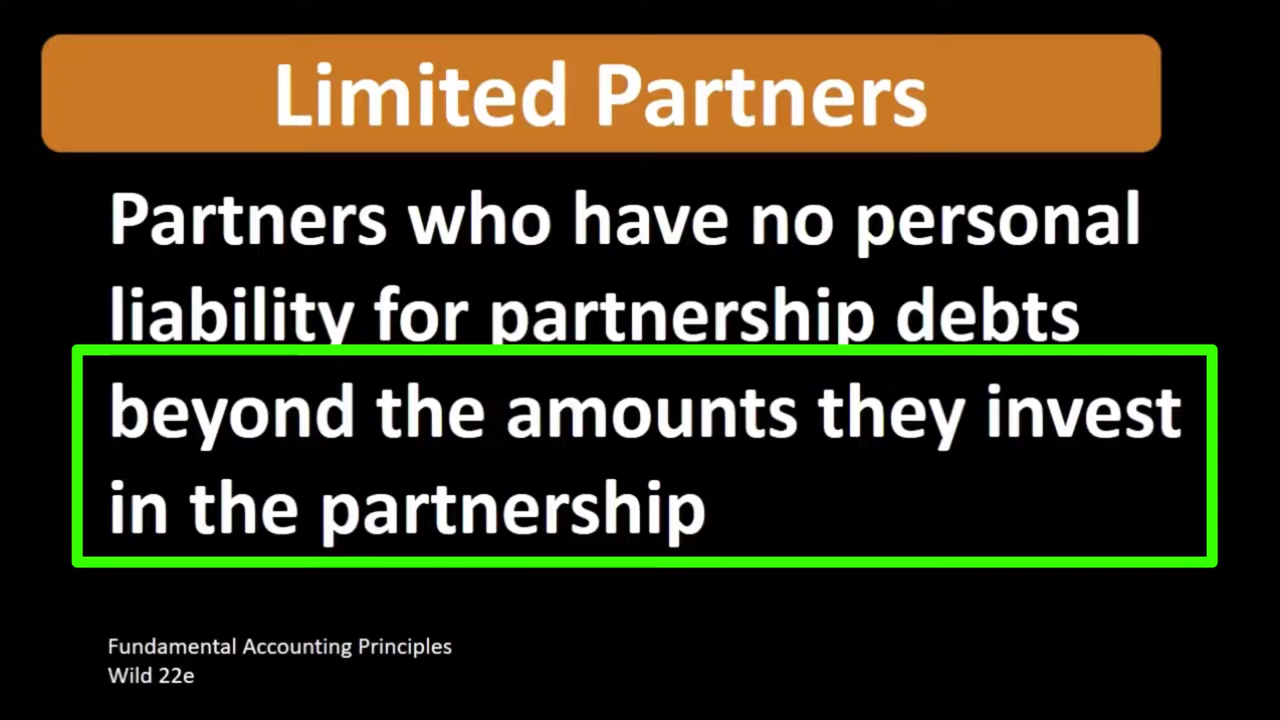 Limited Partners
Partners who have no personal
liability for partnership debts
beyond the amounts they invest
in the partnership
Fundamental Accounting Principles
Wild 22e